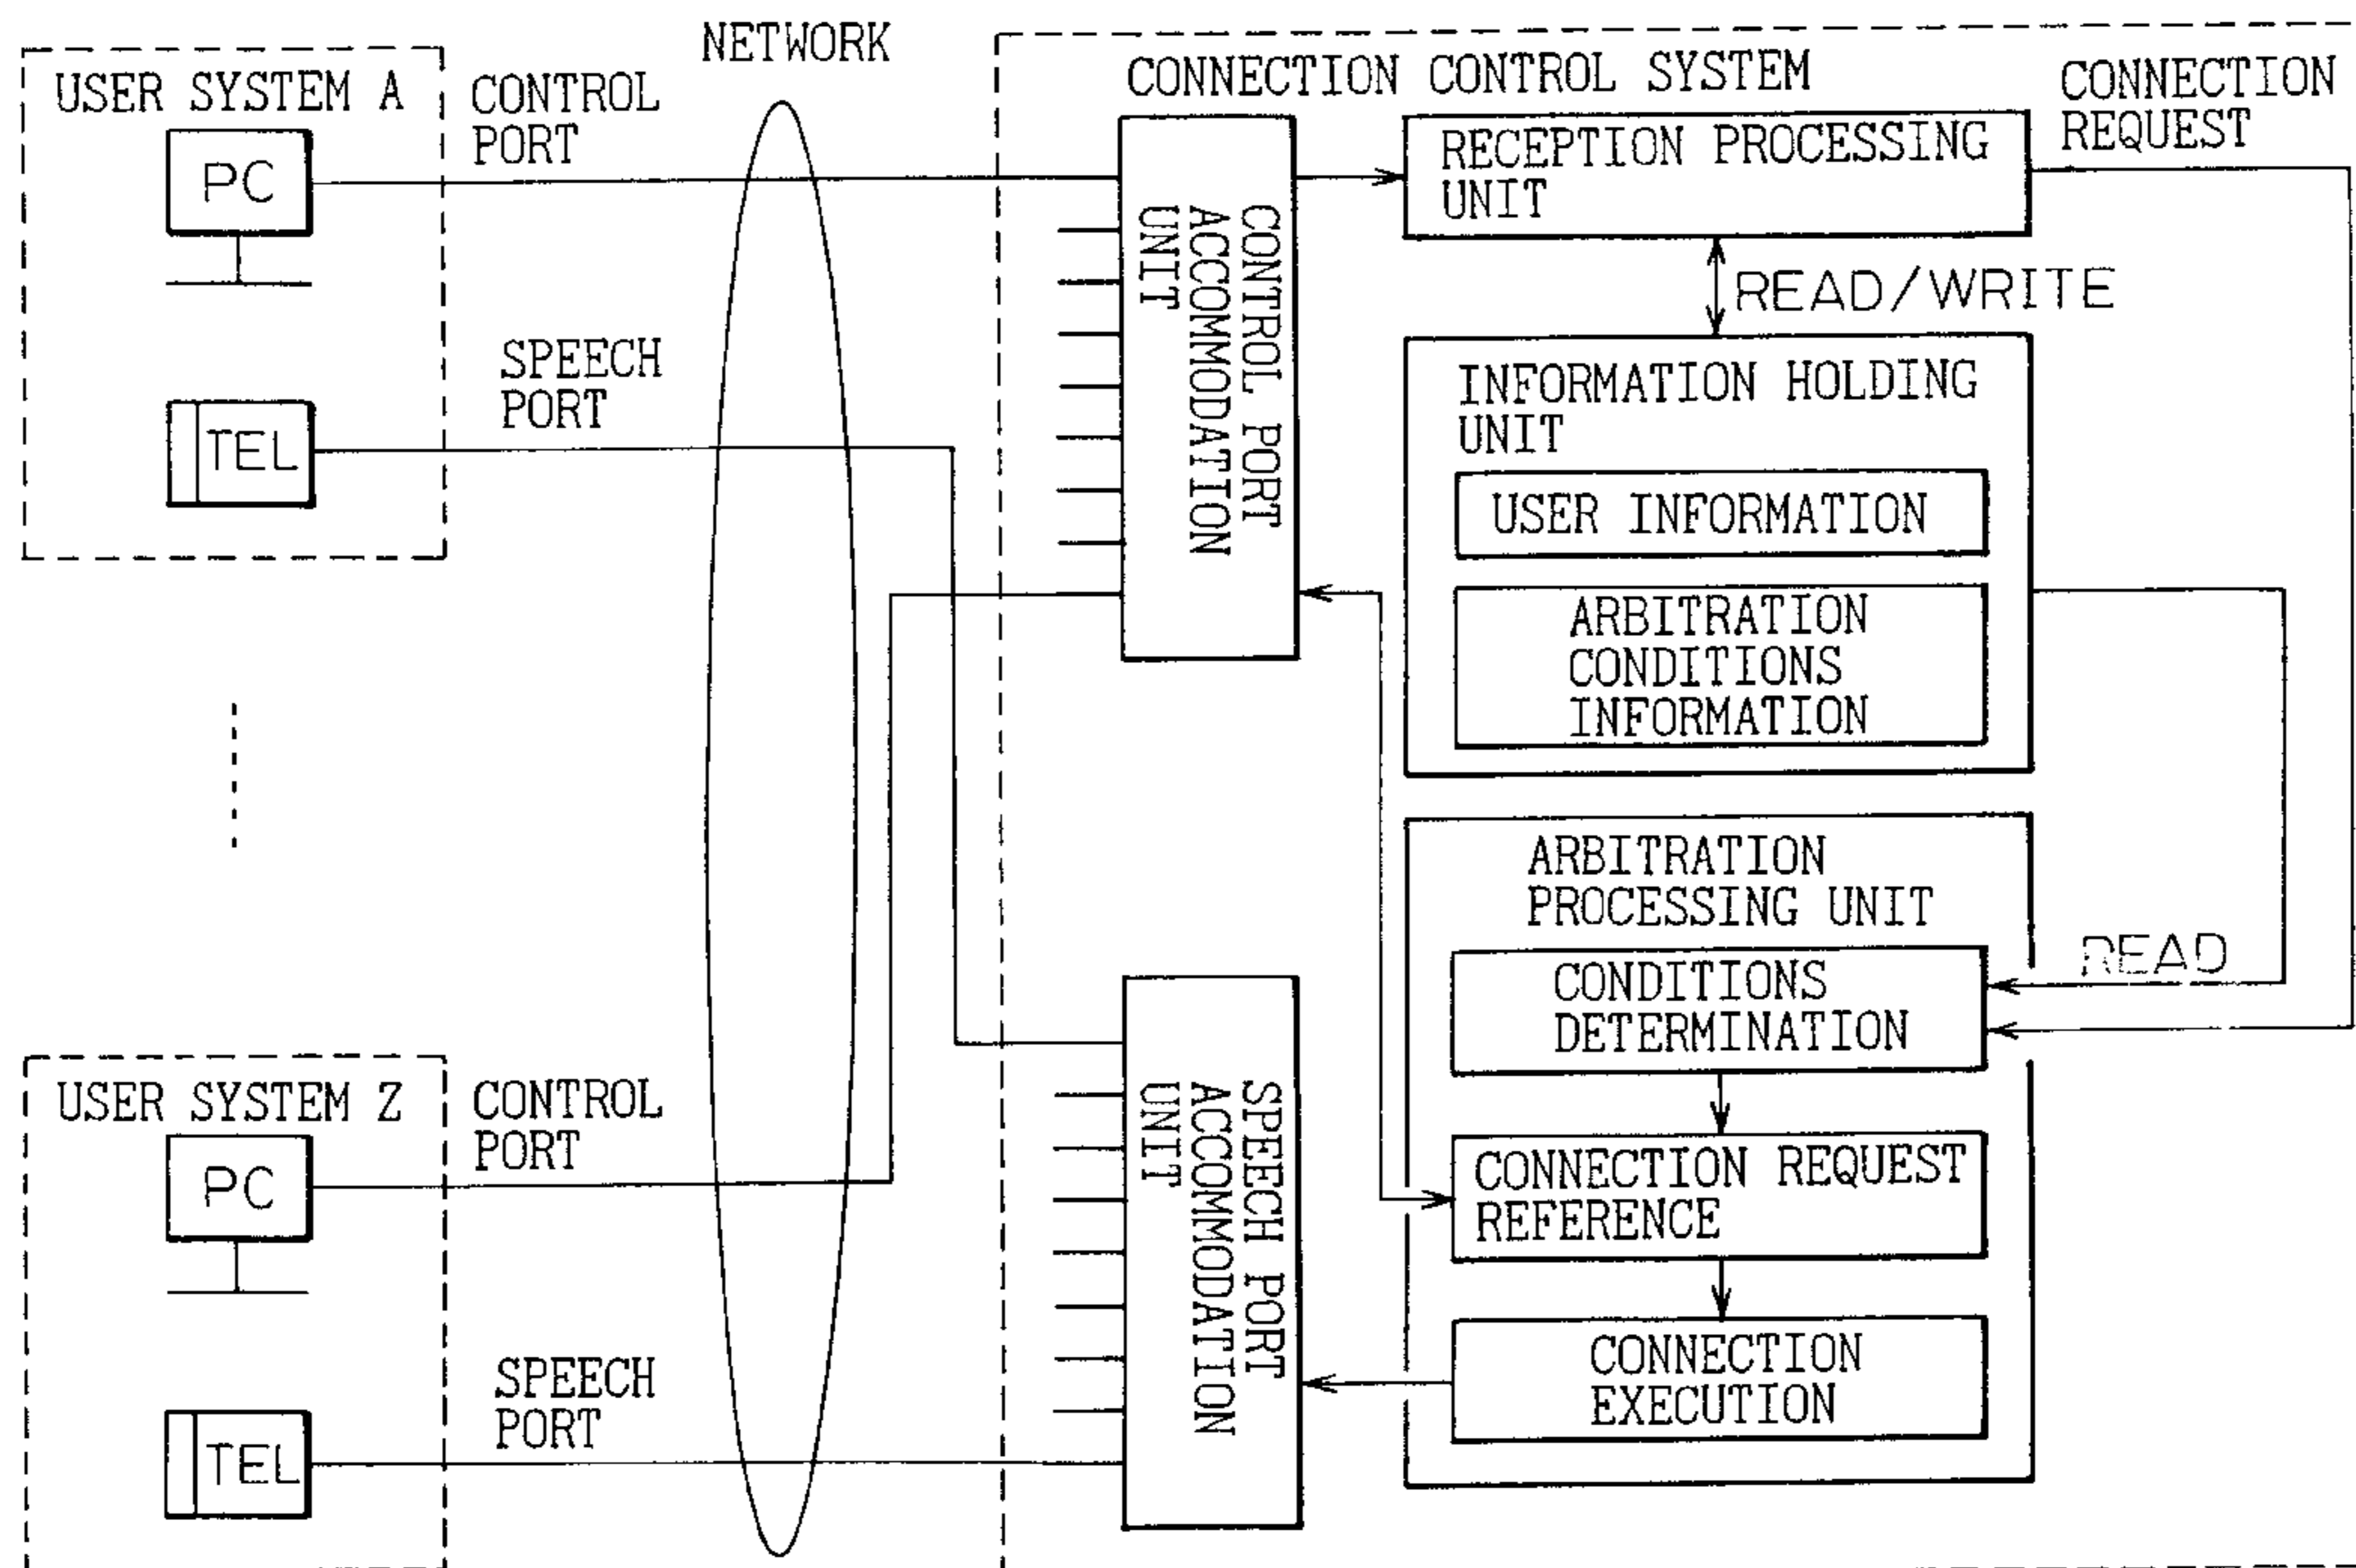 NETWORK
USER SYSTEM A
PC
TEL
CONTROL
PORT
SPEECH
PORT
CONNECTION CONTROL SYSTEM
CONTROL PORT
ACCOMODATION
UNIT
RECEPTION PROCESSING
UNIT
CONNECTION
REQUEST
READ/WRITE
INFORMATION HOLDING
UNIT
USER INFORMATION
ARBITRATION
CONDITIONS
INFORMATION
ARBITRATION
PROCESSING UNIT
READ
CONDITIONS
DETERMINATION
CONNECTION REQUEST
REFERENCE
CONNECTION
EXECUTION
SPEECH PORT
ACCOMMODATION
UNIT
USER SYSTEM Z
PC
TEL
CONTROL
PORT
SPEECH
PORT